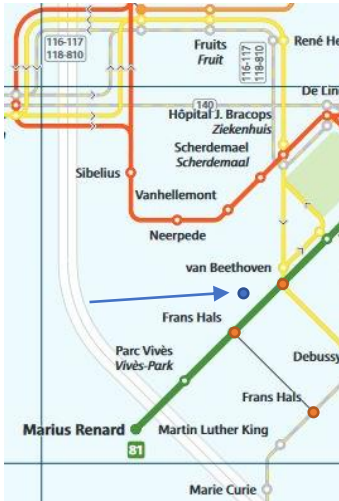 116-117
118-810
Fruits
Fruit
116-117
118-810
René He
De Lin
140
Hôpital J. Bracops
Ziekenhuis
Scherdemael
Scherdemaal
Sibelius
Vanhellemont
Neerpede
van Beethoven
Frans Hals
Parc Vivès
Vivès-Park
Debussy
Frans Hals
Marius Renard
81
Martin Luther King
Marie Curie